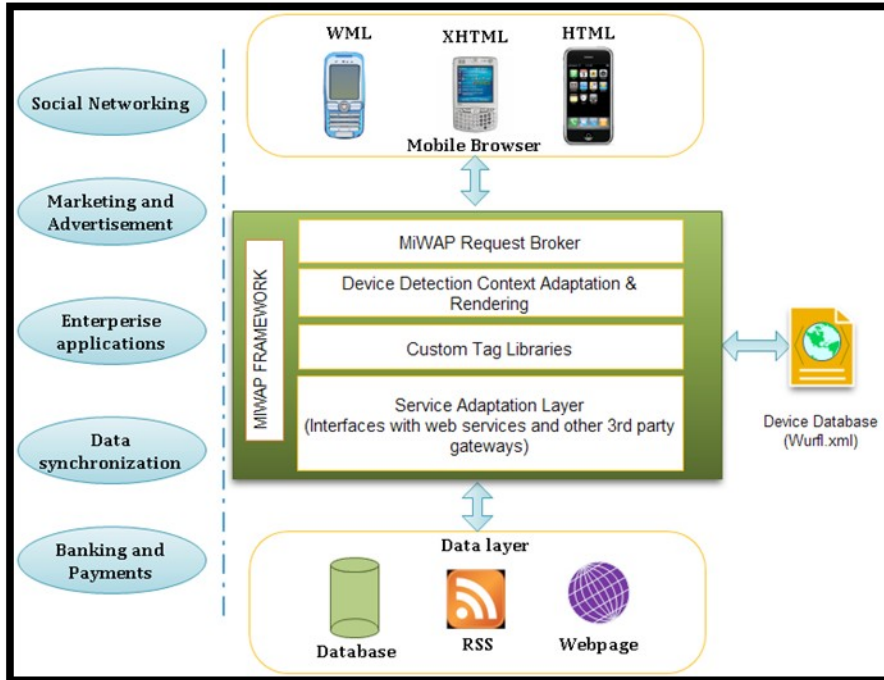 Social Networking
Marketing and
Advertisement
Enterperise
applications
Data
synchronization
Banking and
Payments
WML
XHTML
HTML
Mobile Browser
MIWAP FRAMEWORK
MiWAP Request Broker
Device Detection Context Adaptation &
Rendering
Custom Tag Libraries
Service Adaptation Layer
(Interfaces with web services and other 3rd party
gateways)
Device Database
(Wurfl.xml)
Data layer
Database
RSS
Webpage